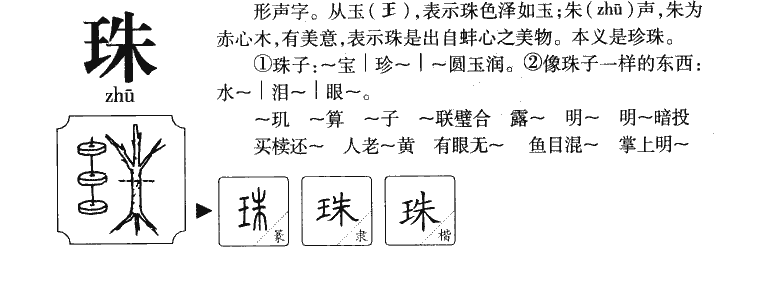 珠
zhū
形声字。从玉(王),表示珠色泽如玉;朱(zhū)声,朱为
赤心木,有美意,表示珠是出自蚌心之美物。本义是珍珠。
①珠子:～宝｜珍～｜～圆玉润。②像珠子一样的东西:
水～｜泪～｜眼～。
～玑 ～算 ～子 ～联璧合 露～ 明～ 明～暗投
买椟还～ 人老～黄 有眼无～ 鱼目混～ 掌上明～
珠 篆
珠 隶
珠 楷